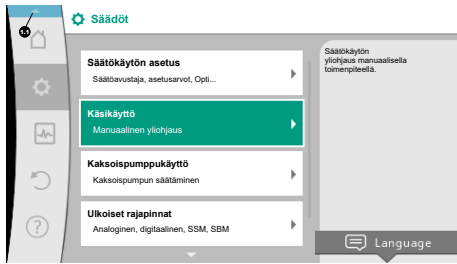 1.1
Säädöt
Säätökäytön asetus
Säätöavustaja, asetusarvot, Opti...
Käsikäyttö
Manuaalinen yliohjaus
Kaksoispumppukäyttö
Kaksoispumpun säätäminen
Ulkoiset rajapinnat
Analoginen, digitaalinen, SSM, SBM
Säätökäytön
yliohjaus manuaalisella
toimenpiteellä.
Language